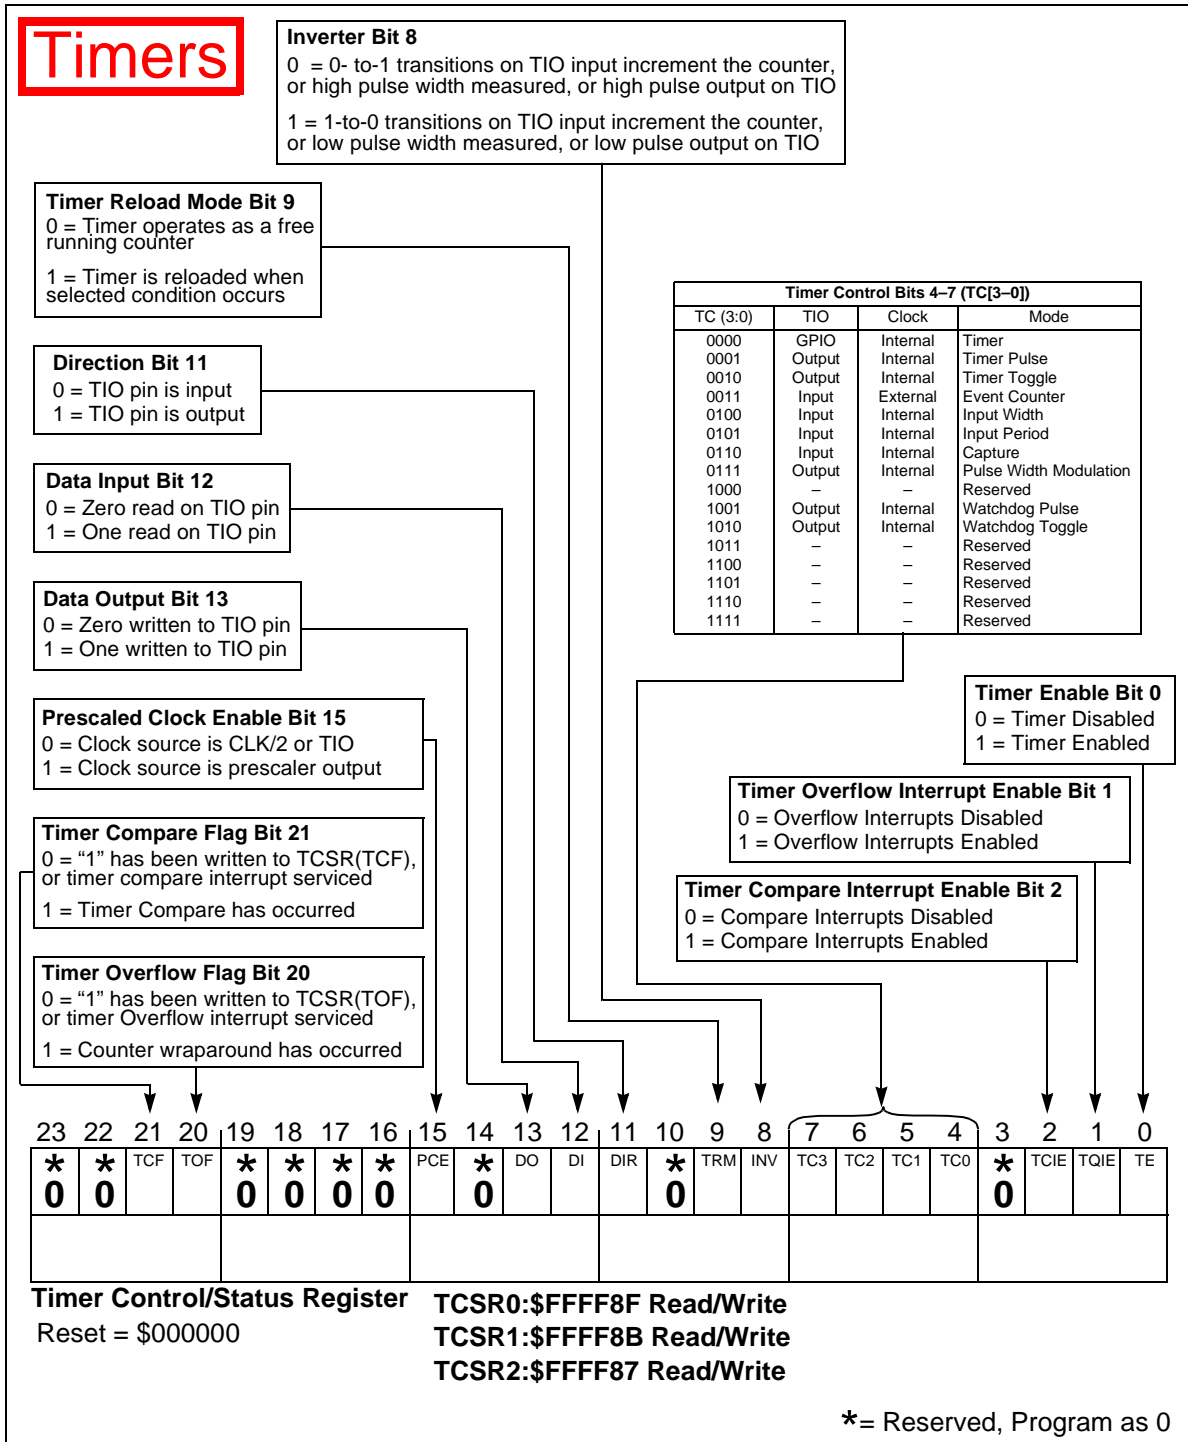 Timers
Inverter Bit 8
0 = 0- to-1 transitions on TIO input increment the counter,
or high pulse width measured, or high pulse output on TIO
1 = 1-to-0 transitions on TIO input increment the counter,
or low pulse width measured, or low pulse output on TIO
Timer Reload Mode Bit 9
0 = Timer operates as a free
running counter
1 = Timer is reloaded when
selected condition occurs
Direction Bit 11
0 = TIO pin is input
1 = TIO pin is output
Data Input Bit 12
0 = Zero read on TIO pin
1 = One read on TIO pin
Data Output Bit 13
0 = Zero written to TIO pin
1 = One written to TIO pin
Prescaled Clock Enable Bit 15
0 = Clock source is CLK/2 or TIO
1 = Clock source is prescaler output
Timer Compare Flag Bit 21
0 = “1” has been written to TCSR(TCF),
or timer compare interrupt serviced
1 = Timer Compare has occurred
Timer Overflow Flag Bit 20
0 = “1” has been written to TCSR(TOF),
or timer Overflow interrupt serviced
1 = Counter wraparound has occurred
Timer Control Bits 4–7 (TC[3–0])
TC (3:0) TIO Clock Mode
0000 GPIO Internal Timer
0001 Output Internal Timer Pulse
0010 Output Internal Timer Toggle
0011 Input External Event Counter
0100 Input Internal Input Width
0101 Input Internal Input Period
0110 Input Internal Capture
0111 Output Internal Pulse Width Modulation
1000 – – Reserved
1001 Output Internal Watchdog Pulse
1010 Output Internal Watchdog Toggle
1011 – – Reserved
1100 – – Reserved
1101 – – Reserved
1110 – – Reserved
1111 – – Reserved
Timer Enable Bit 0
0 = Timer Disabled
1 = Timer Enabled
Timer Overflow Interrupt Enable Bit 1
0 = Overflow Interrupts Disabled
1 = Overflow Interrupts Enabled
Timer Compare Interrupt Enable Bit 2
0 = Compare Interrupts Disabled
1 = Compare Interrupts Enabled
23 22 21 20 19 18 17 16 15 14 13 12 11 10 9 8 7 6 5 4 3 2 1 0
* * TCF TOF * * * * PCE * DO DI DIR * TRM INV TC3 TC2 TC1 TC0 * TCIE TQIE TE
0 0 0 0 0 0 0 0 0
Timer Control/Status Register
Reset = $000000
TCSR0:$FFFF8F Read/Write
TCSR1:$FFFF8B Read/Write
TCSR2:$FFFF87 Read/Write
*= Reserved, Program as 0